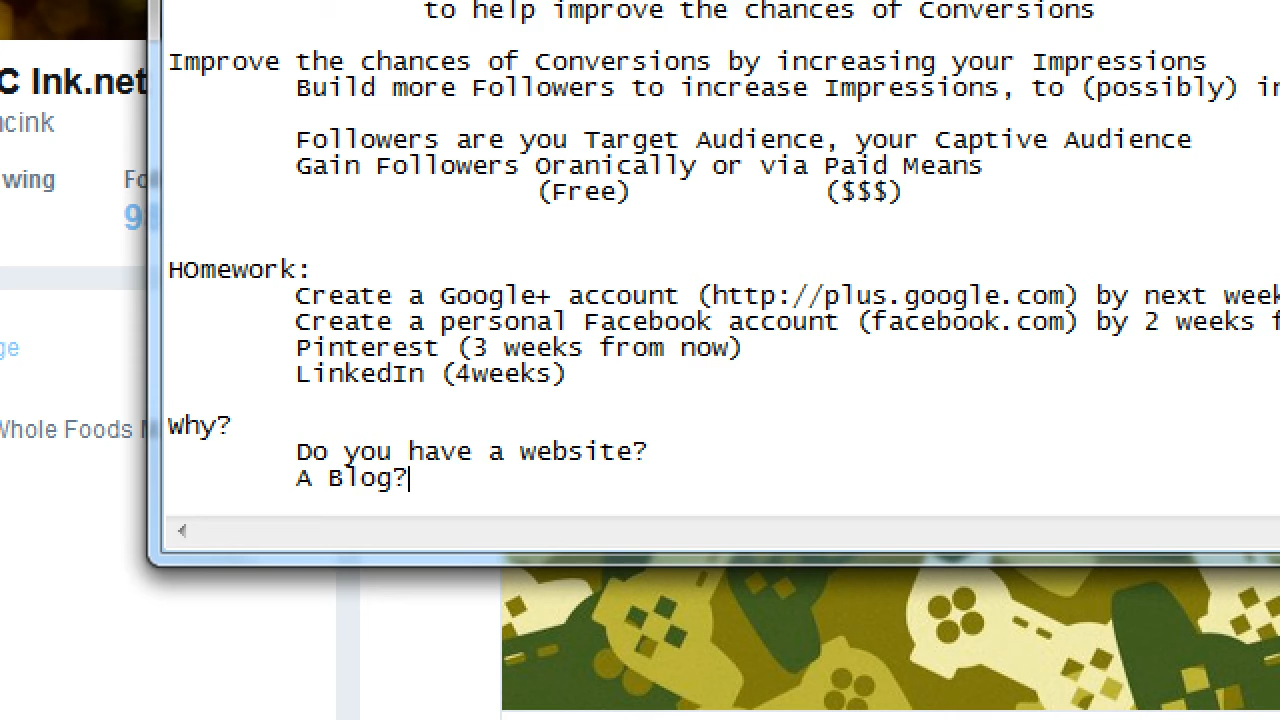 to help improve the chances of Conversions
Improve the chances of Conversions by increasing your Impressions
Build more Followers to increase Impressions, to (possibly)
Followers are you Target Audience, your Captive Audience
Gain Followers Oranically or via Paid Means
(Free) ($$$)
HOmework:
Create a Google+ account (http://plus.google.com) by next week
Create a personal Facebook account (facebook.com) by 2 weeks
Pinterest (3 weeks from now)
LinkedIn (4weeks)
Why?
Do you have a website?
A Blog?
C Ink.net
cink
wing
9
Whole Foods